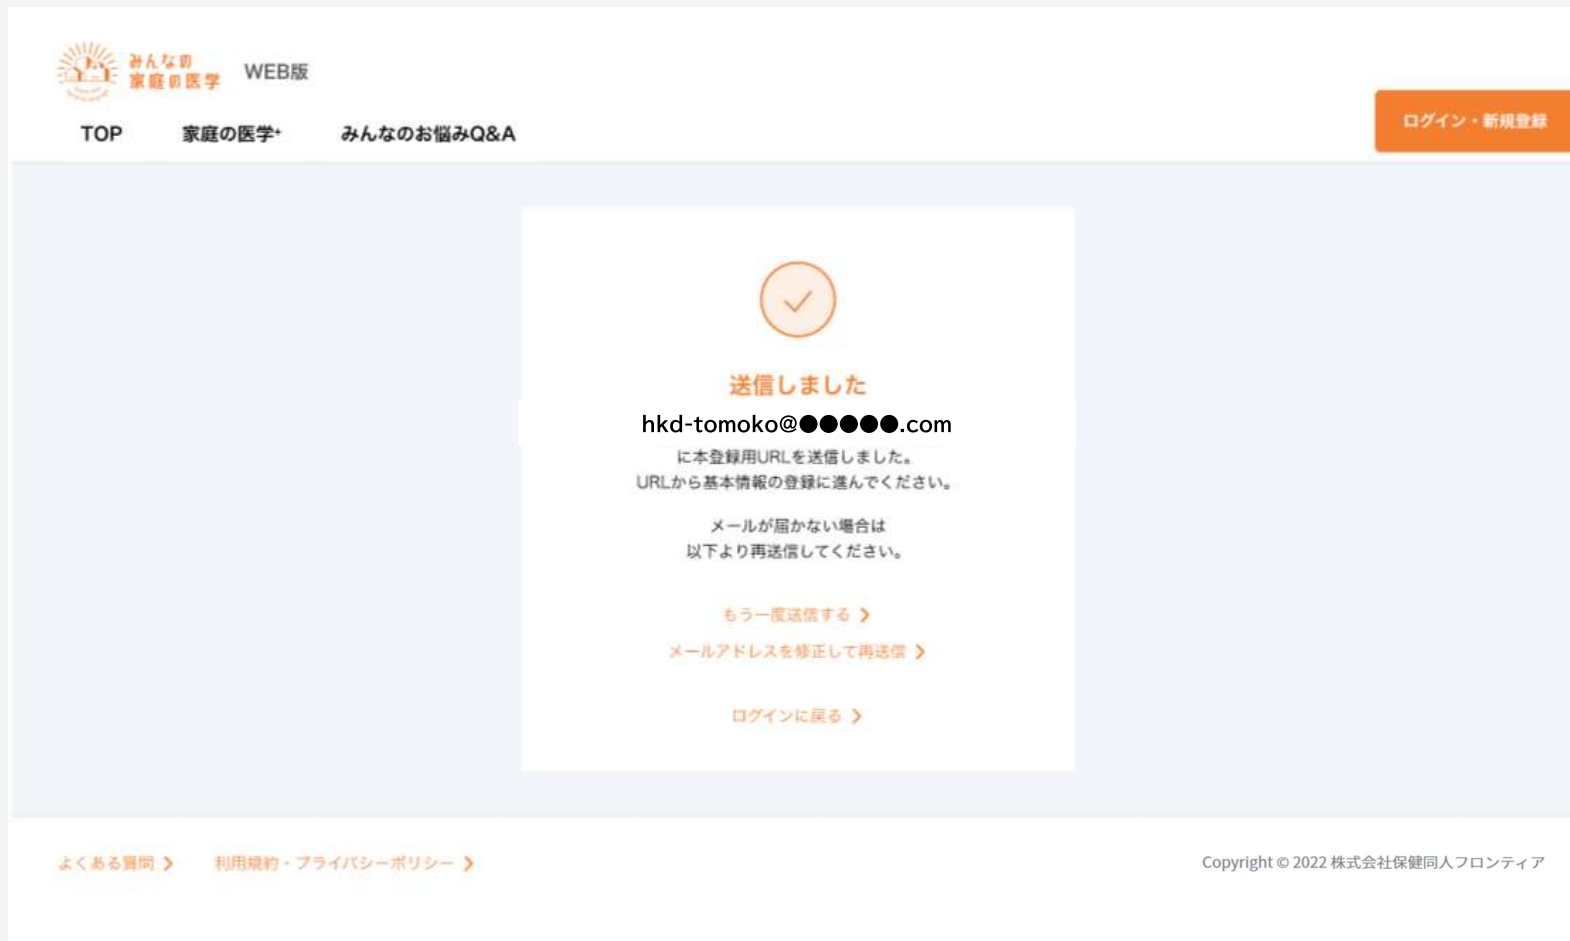 みんなの
家庭の医学
WEB版
TOP
家庭の医学+
みんなのお悩みQ&A
ログイン・新規登録
送信しました
hkd-tomoko@●●●●●.com
に本登録用URLを送信しました。
URLから基本情報の登録に進んでください。
メールが届かない場合は
以下より再送信してください。
もう一度送信する
メールアドレスを修正して再送信
ログインに戻る
よくある質問
利用規約・プライバシーポリシー
Copyright © 2022 株式会社保健同人フロンティア